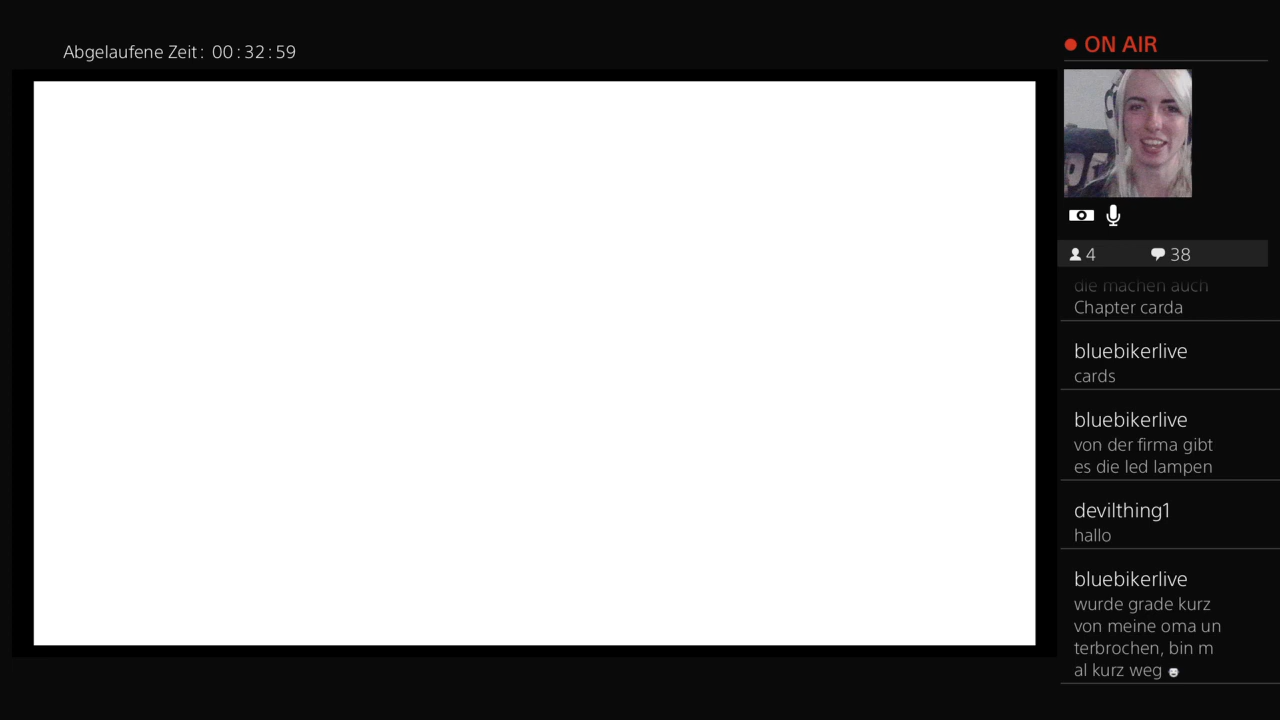 Abgelaufene Zeit: 00:32:59
ON AIR
4 38
die machen auch
Chapter carda
bluebikerlive
cards
bluebikerlive
von der firma gibt
es die led lampen
devilthing1
hallo
bluebikerlive
wurde grade kurz
von meine oma un
terbrochen, bin m
al kurz weg